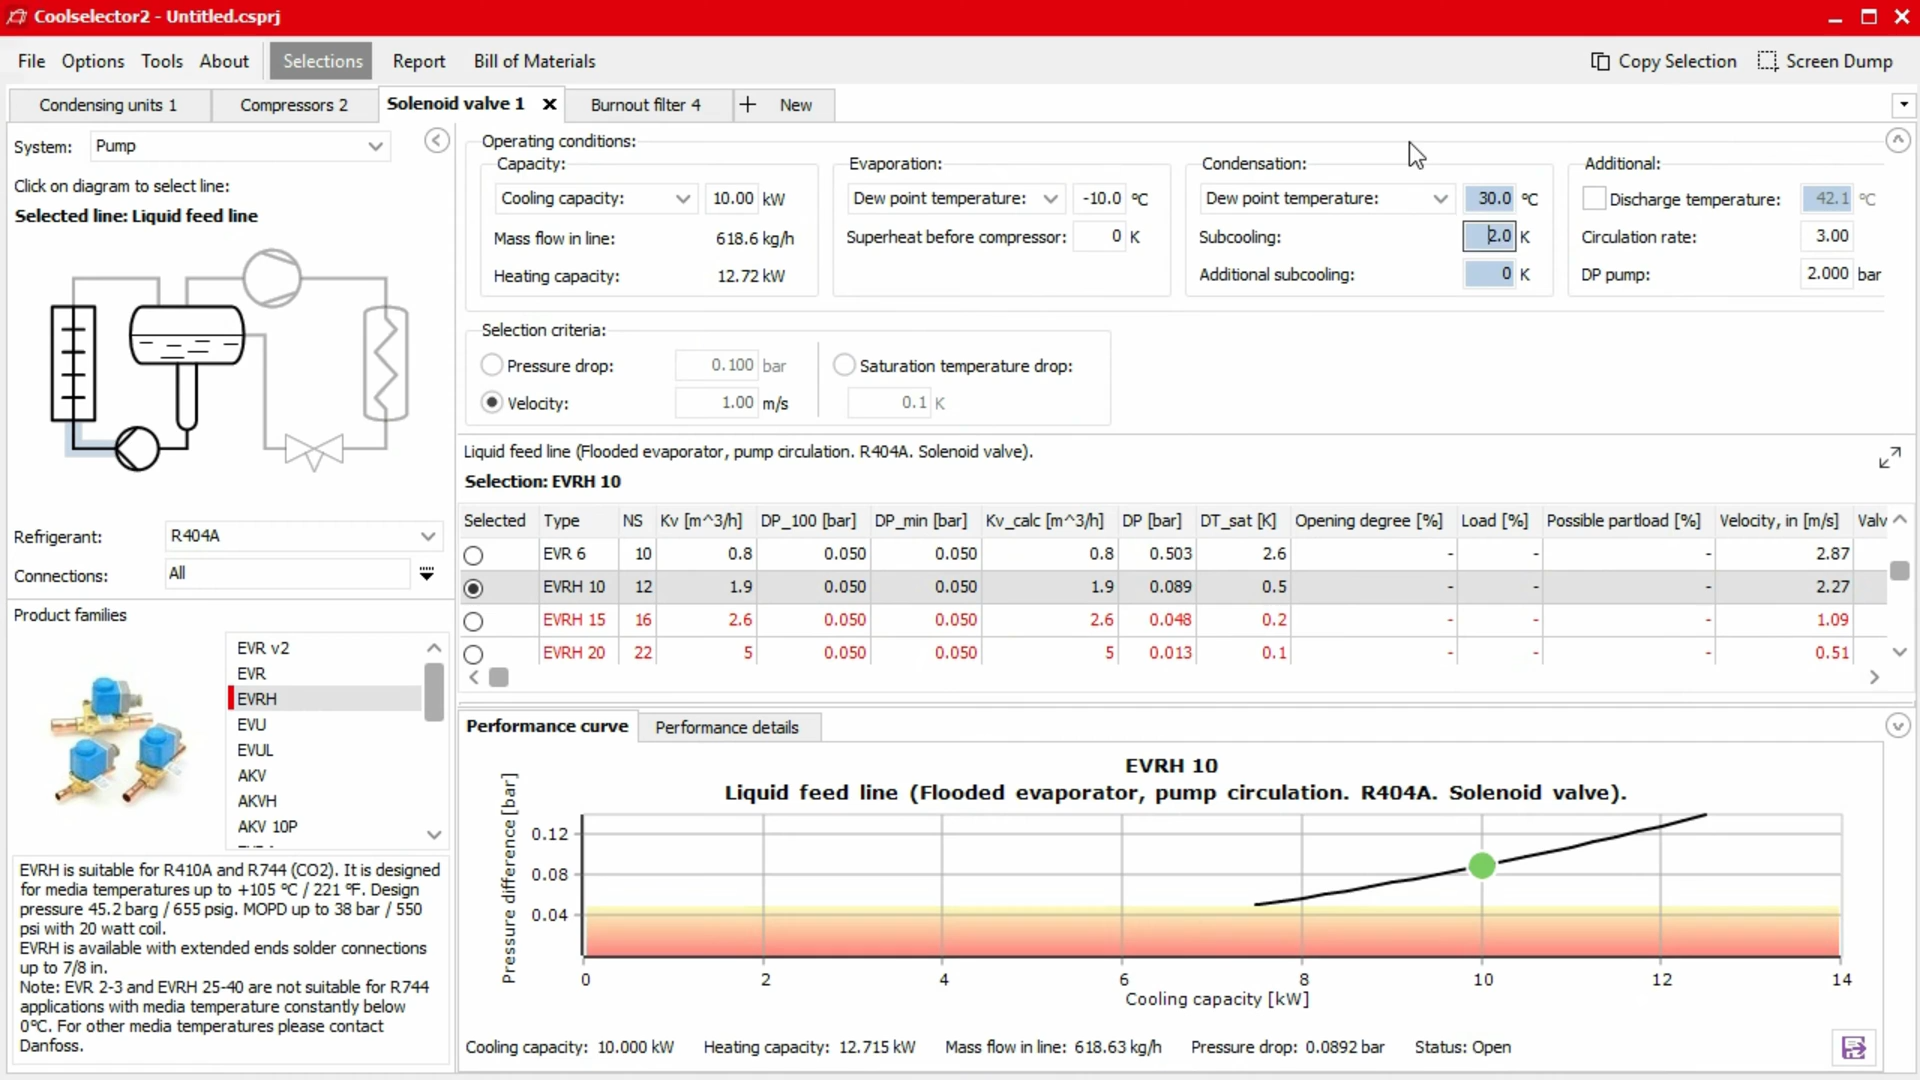 Coolselector2 - Untitled.csprj
File Options Tools About Selections Report Bill of Materials Copy Selection Screen Dump
Condensing units 1 Compressors 2 Solenoid valve 1 Burnout filter 4 + New
System: Pump
Click on diagram to select line:
Selected line: Liquid feed line
Refrigerant: R404A
Connections: All
Product families
EVR v2
EVR
EVRH
EVU
EVUL
AKV
AKVH
AKV 10P
EVRH is suitable for R410A and R744 (CO2). It is designed
for media temperatures up to +105 °C / 221 °F. Design
pressure 45.2 barg / 655 psig. MOPD up to 38 bar / 550
psi with 20 watt coil.
EVRH is available with extended ends solder connections
up to 7/8 in.
Note: EVR 2-3 and EVRH 25-40 are not suitable for R744
applications with media temperature constantly below
0°C. For other media temperatures please contact
Danfoss.
Operating conditions:
Capacity: Evaporation: Condensation: Additional:
Cooling capacity: 10.00 kW Dew point temperature: -10.0 °C Dew point temperature: 30.0 °C Discharge temperature: 42.1 °C
Mass flow in line: 618.6 kg/h Superheat before compressor: 0 K Subcooling: 2.0 K Circulation rate: 3.00
Heating capacity: 12.72 kW Additional subcooling: 0 K DP pump: 2.000 bar
Selection criteria:
Pressure drop: 0.100 bar Saturation temperature drop:
Velocity: 1.00 m/s 0.1 K
Liquid feed line (Flooded evaporator, pump circulation. R404A. Solenoid valve).
Selection: EVRH 10
Selected Type NS Kv [m^3/h] DP_100 [bar] DP_min [bar] Kv_calc [m^3/h] DP [bar] DT_sat [K] Opening degree [%] Load [%] Possible partload [%] Velocity, in [m/s] Valv
EVR 6 10 0.8 0.050 0.050 0.8 0.503 2.6 - - - 2.87
EVRH 10 12 1.9 0.050 0.050 1.9 0.089 0.5 - - - 2.27
EVRH 15 16 2.6 0.050 0.050 2.6 0.048 0.2 - - - 1.09
EVRH 20 22 5 0.050 0.050 5 0.013 0.1 - - - 0.51
Performance curve Performance details
EVRH 10
Liquid feed line (Flooded evaporator, pump circulation. R404A. Solenoid valve).
Pressure difference [bar]
0.12
0.08
0.04
0 2 4 6 8 10 12 14
Cooling capacity [kW]
Cooling capacity: 10.000 kW Heating capacity: 12.715 kW Mass flow in line: 618.63 kg/h Pressure drop: 0.0892 bar Status: Open